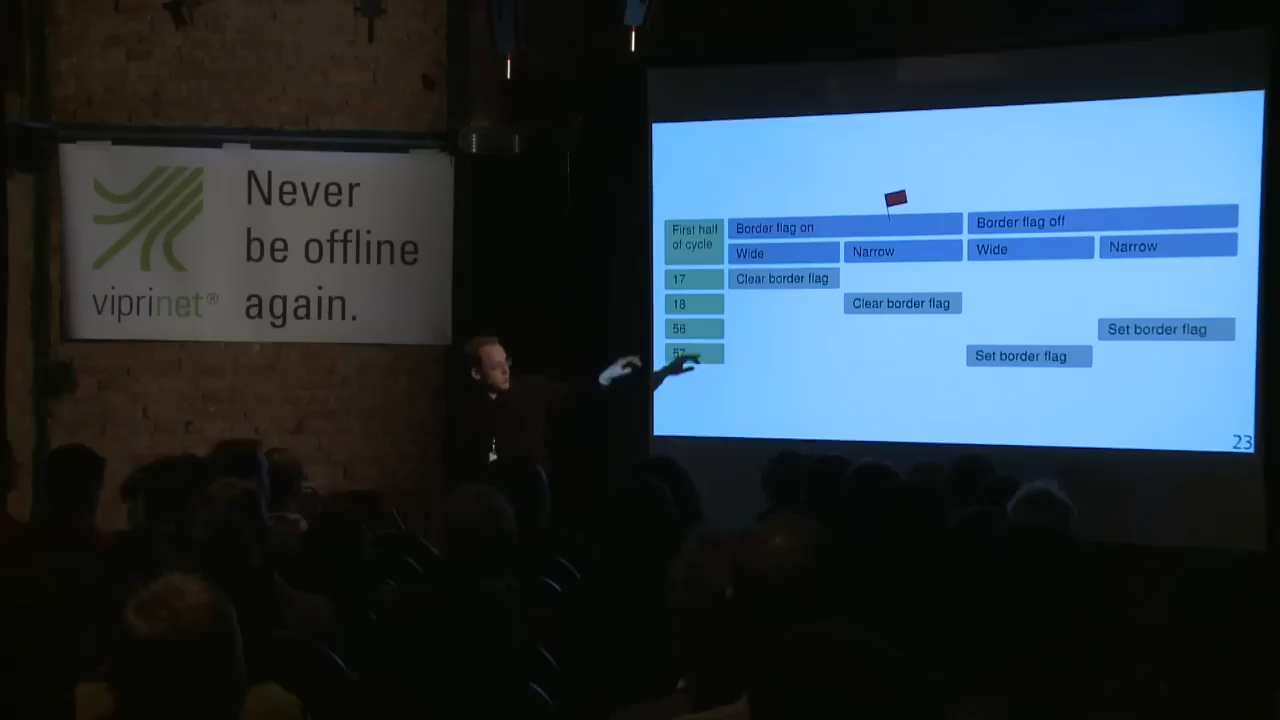 Never
be offline
again.
viprinet®
First half
of cycle
Border flag on
Border flag off
Wide
Narrow
Wide
Narrow
17
Clear border flag
18
Clear border flag
56
Set border flag
57
Set border flag
23